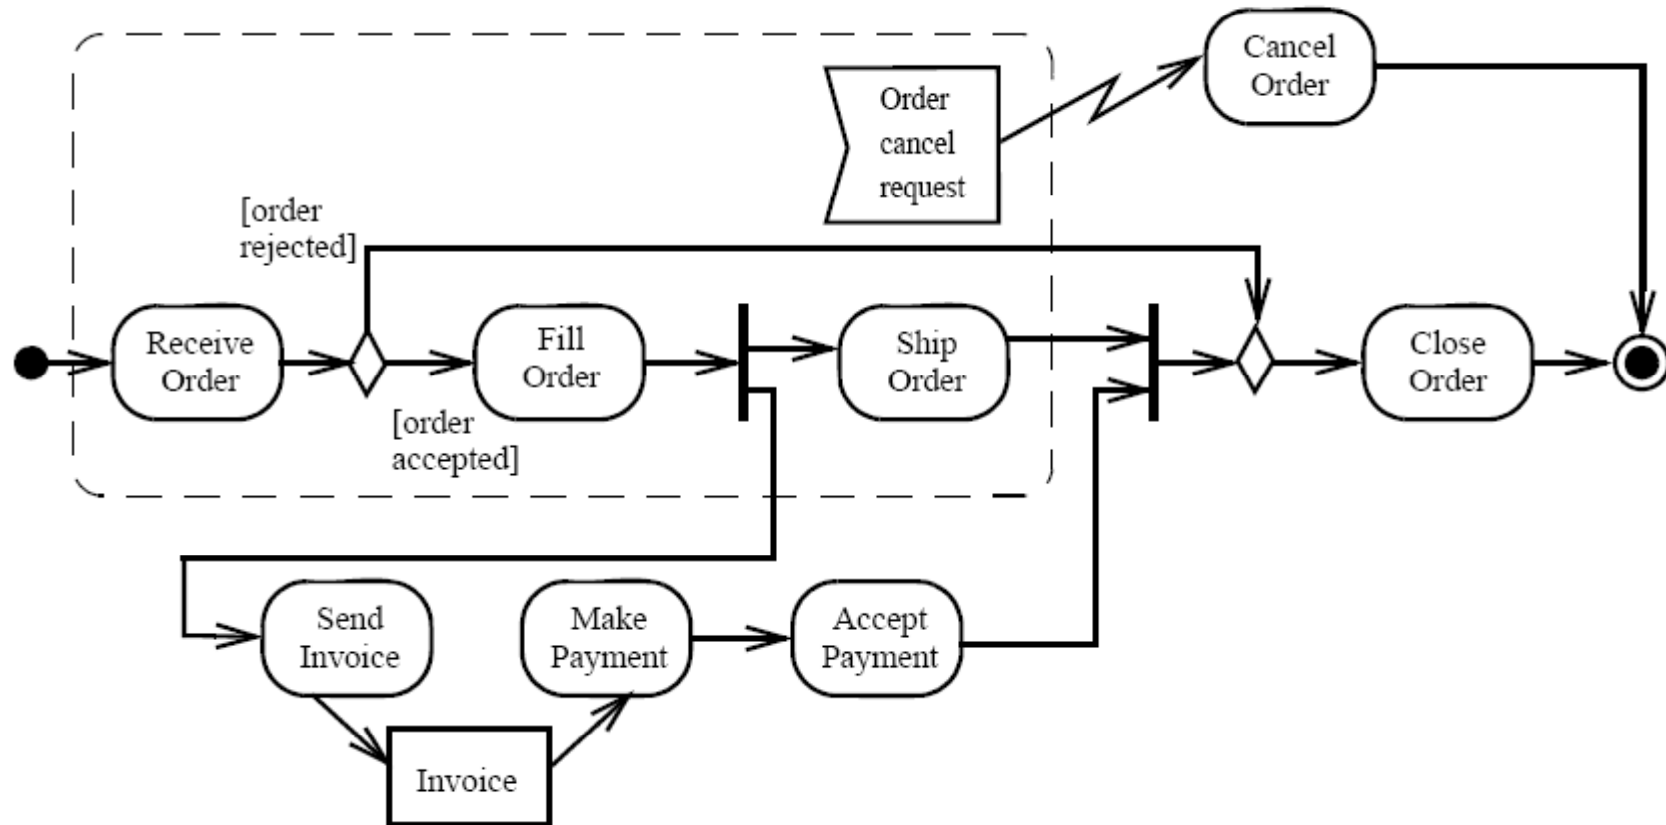 Cancel
Order
Order
cancel
request
[order
rejected]
Receive
Order
Fill
Order
Ship
Order
Close
Order
[order
accepted]
Send
Invoice
Make
Payment
Accept
Payment
Invoice